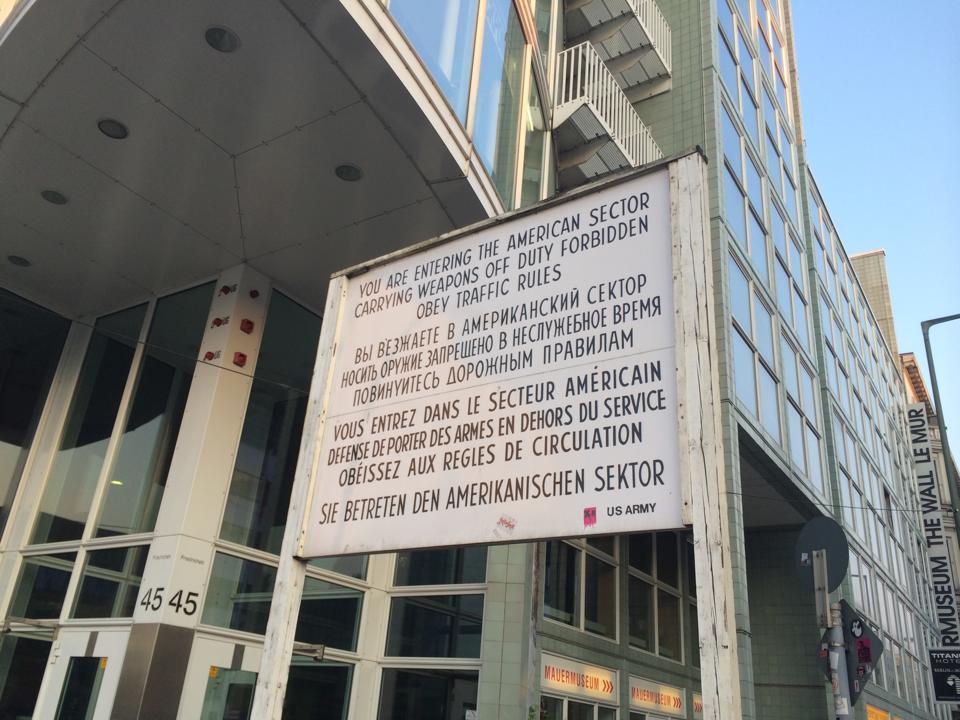 YOU ARE ENTERING THE AMERICAN SECTOR
CARRYING WEAPONS OFF DUTY FORBIDDEN
OBEY TRAFFIC RULES
ВЫ ВЪЕЗЖАЕТЕ В АМЕРИКАНСКИЙ СЕКТОР
НОСИТЬ ОРУЖИЕ ЗАПРЕЩЕНО В НЕСЛУЖЕБНОЕ ВРЕМЯ
ПОВИНУИТЕСЬ ДОРОЖНЫМ ПРАВИЛАМ
VOUS ENTREZ DANS LE SECTEUR AMÉRICAIN
DEFENSE DE PORTER DES ARMES EN DEHORS DU SERVICE
OBÉISSEZ AUX REGLES DE CIRCULATION
SIE BETRETEN DEN AMERIKANISCHEN SEKTOR
US ARMY
45 45
MAUERMUSEUM
MAUERMUSEUM
RMUSEUM THE WALL LE MUR
TITANIC
HOTEL